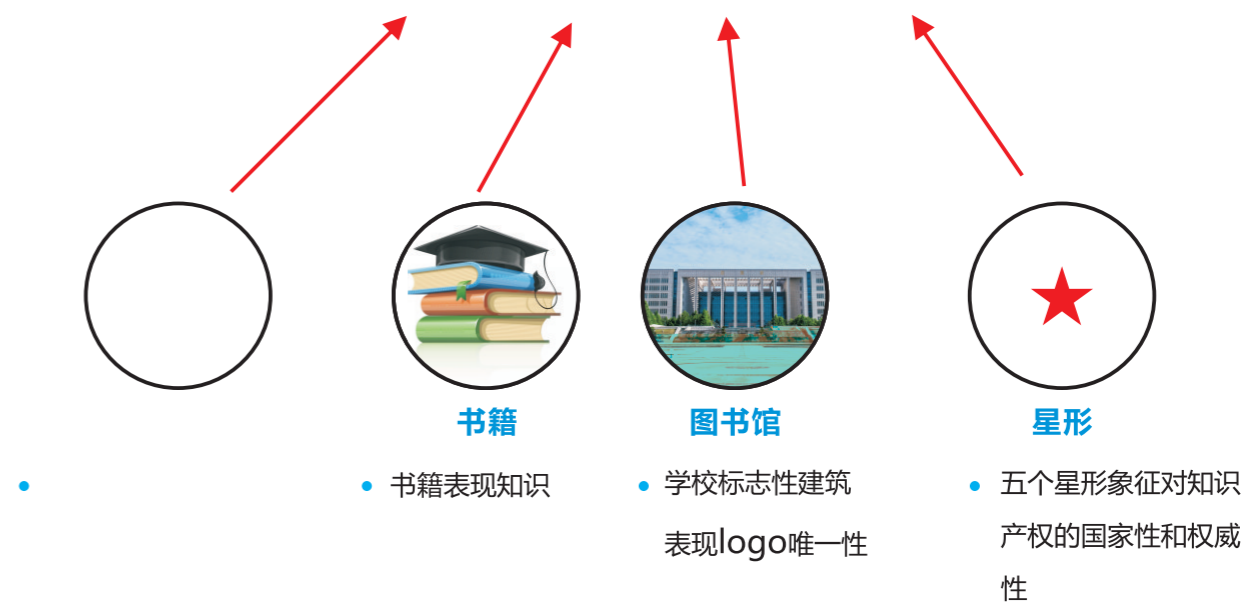 书籍
图书馆
星形
书籍表现知识
学校标志性建筑
表现logo唯一性
五个星形象征对知识
产权的国家性和权威
性